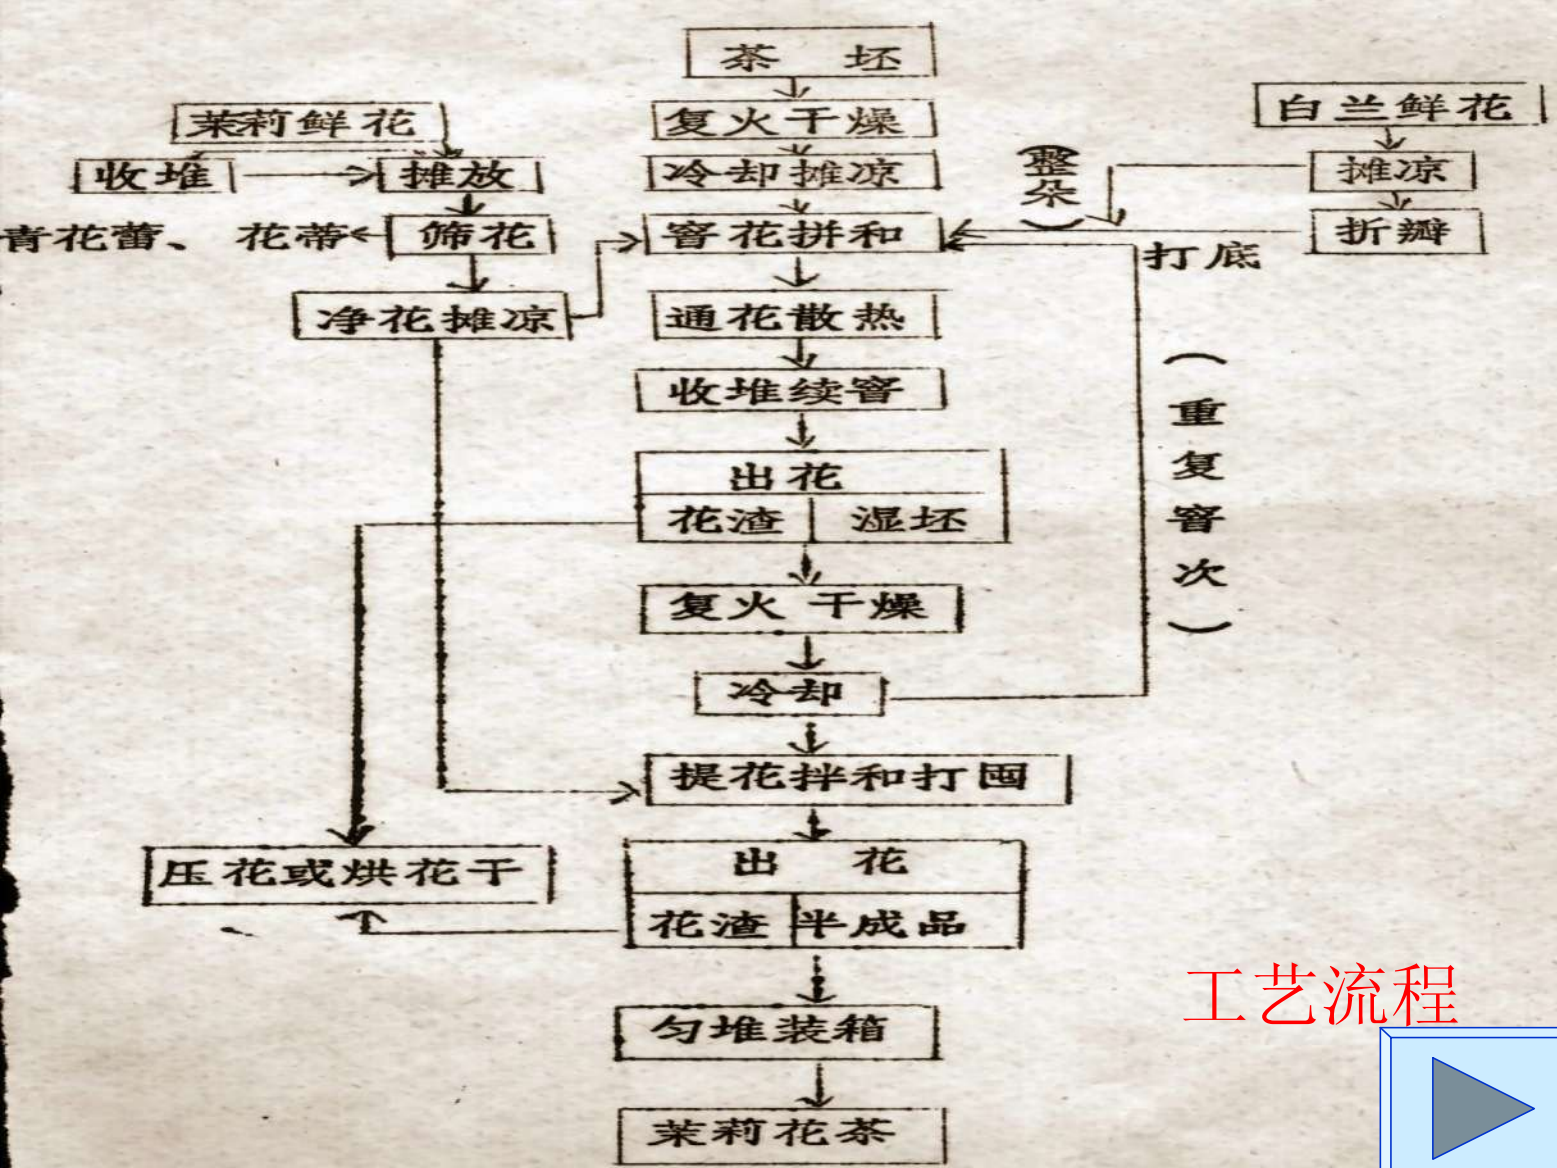 茶 坯
茉莉鲜花
复火干燥
白兰鲜花
收堆
摊放
冷却摊凉
(整朵)
摊凉
青花蕾、花蒂
筛花
窨花拼和
打底
折瓣
净花摊凉
通花散热
收堆续窨
(重复窨次)
出花
花渣 湿坯
复火干燥
冷却
提花拌和打囤
压花或烘花干
出 花
花渣 半成品
匀堆装箱
茉莉花茶
工艺流程